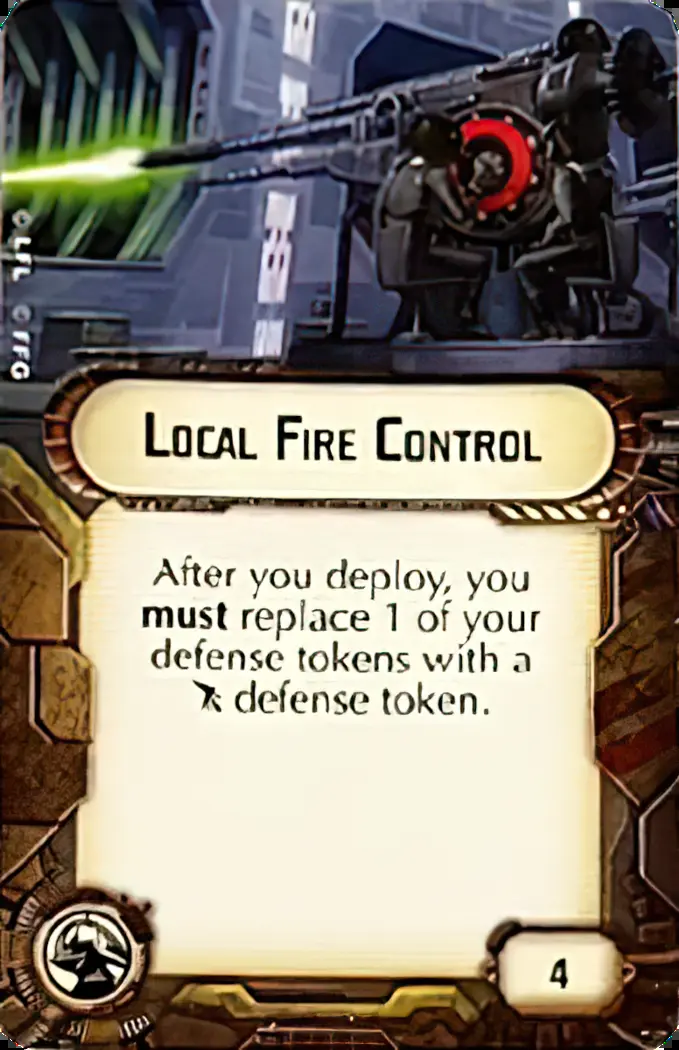 © LFL © FFG
LOCAL FIRE CONTROL
After you deploy, you
must replace 1 of your
defense tokens with a
defense token.
4